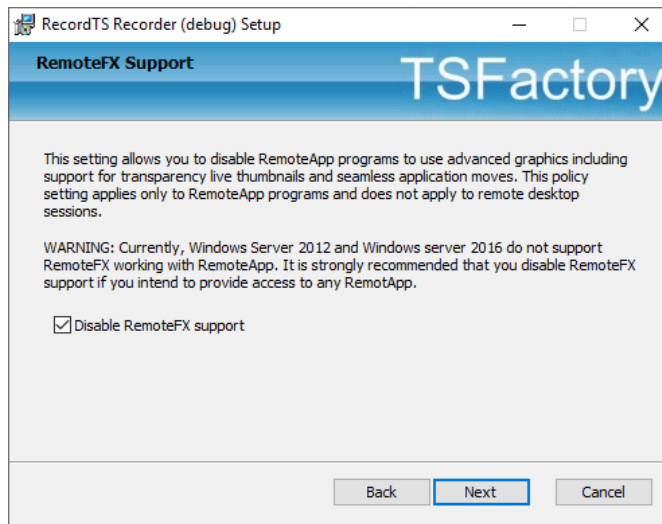 RecordTS Recorder (debug) Setup
RemoteFX Support
TSFactory
This setting allows you to disable RemoteApp programs to use advanced graphics including
support for transparency live thumbnails and seamless application moves. This policy
setting applies only to RemoteApp programs and does not apply to remote desktop
sessions.
WARNING: Currently, Windows Server 2012 and Windows server 2016 do not support
RemoteFX working with RemoteApp. It is strongly recommended that you disable RemoteFX
support if you intend to provide access to any RemotApp.
Disable RemoteFX support
Back Next Cancel